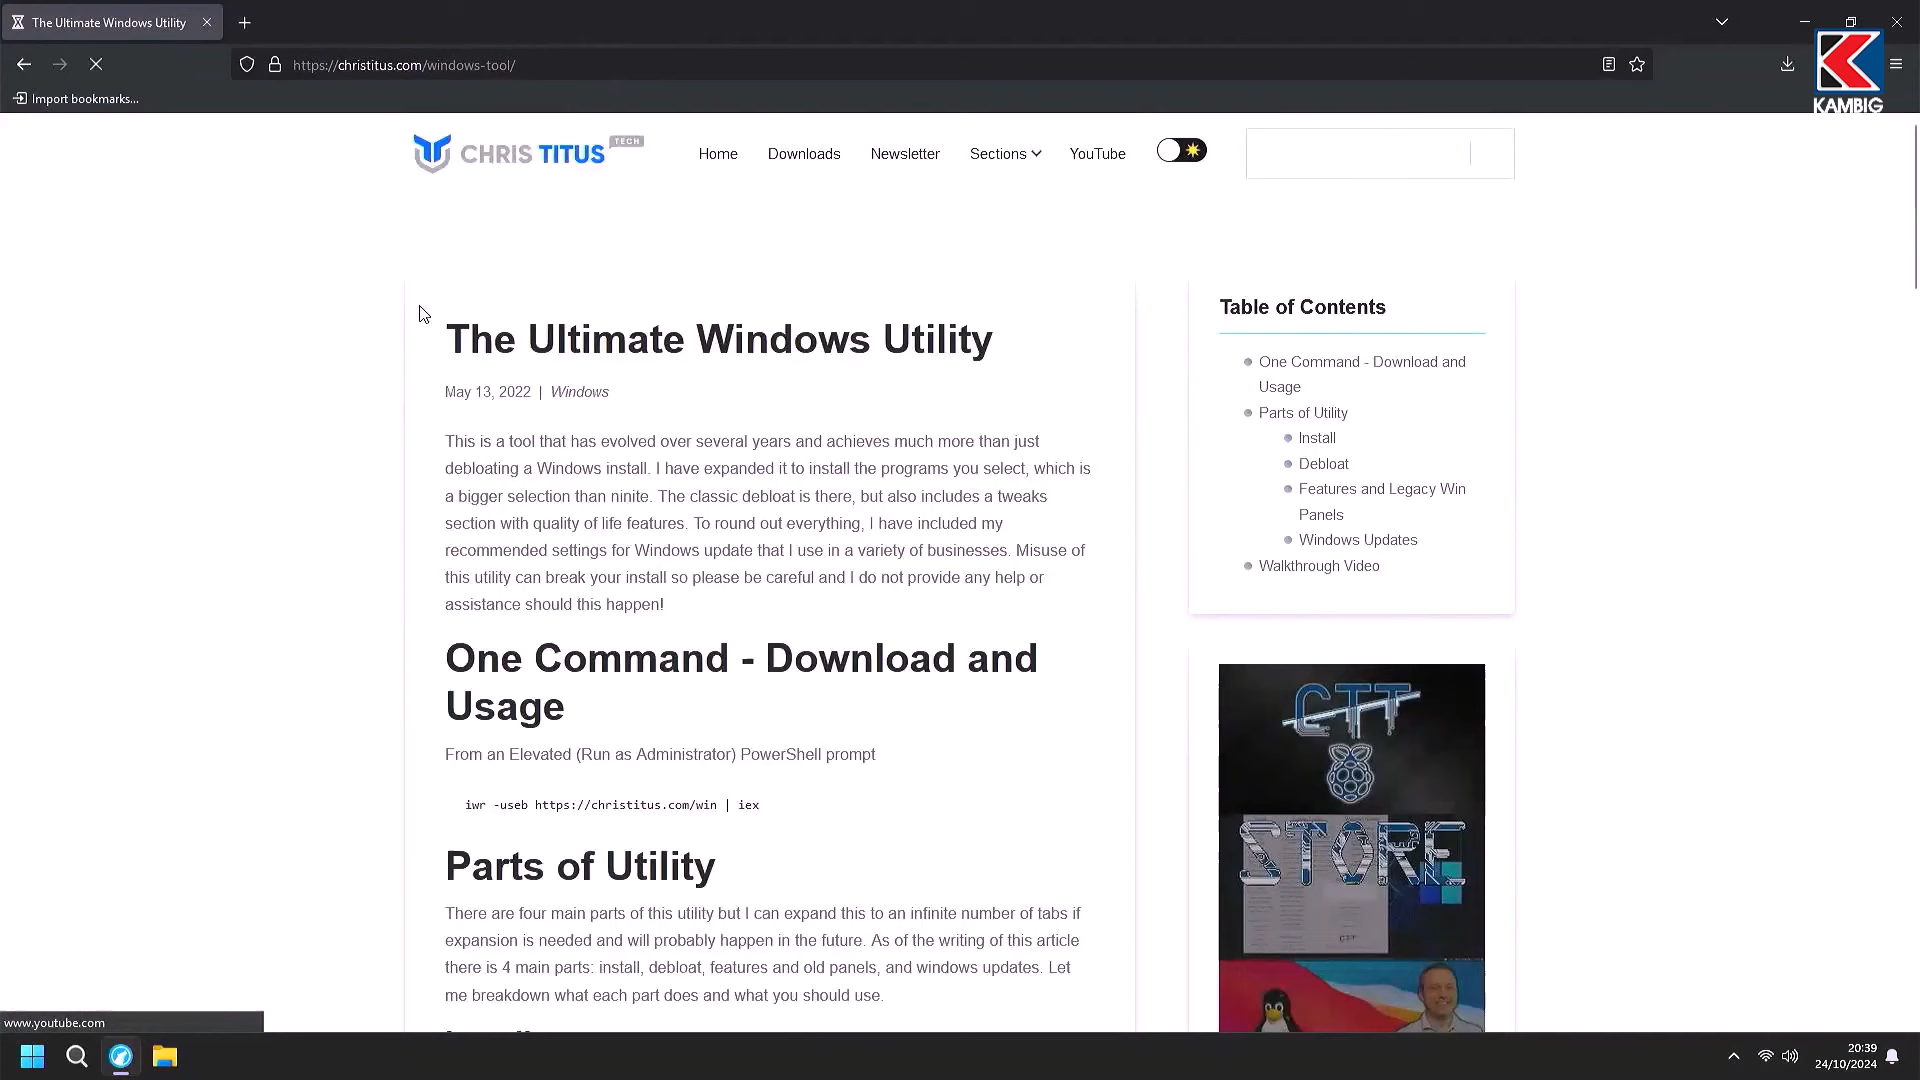 The Ultimate Windows Utility
https://christitus.com/windows-tool/
Import bookmarks...
KAMBIG
CHRIS TITUS TECH
Home
Downloads
Newsletter
Sections
YouTube
The Ultimate Windows Utility
May 13, 2022 | Windows
This is a tool that has evolved over several years and achieves much more than just
debloating a Windows install. I have expanded it to install the programs you select, which is
a bigger selection than ninite. The classic debloat is there, but also includes a tweaks
section with quality of life features. To round out everything, I have included my
recommended settings for Windows update that I use in a variety of businesses. Misuse of
this utility can break your install so please be careful and I do not provide any help or
assistance should this happen!
One Command - Download and
Usage
From an Elevated (Run as Administrator) PowerShell prompt
iwr -useb https://christitus.com/win | iex
Parts of Utility
There are four main parts of this utility but I can expand this to an infinite number of tabs if
expansion is needed and will probably happen in the future. As of the writing of this article
there is 4 main parts: install, debloat, features and old panels, and windows updates. Let
me breakdown what each part does and what you should use.
Table of Contents
One Command - Download and
Usage
Parts of Utility
Install
Debloat
Features and Legacy Win
Panels
Windows Updates
Walkthrough Video
CTT
STORE
CTT
www.youtube.com
20:39
24/10/2024